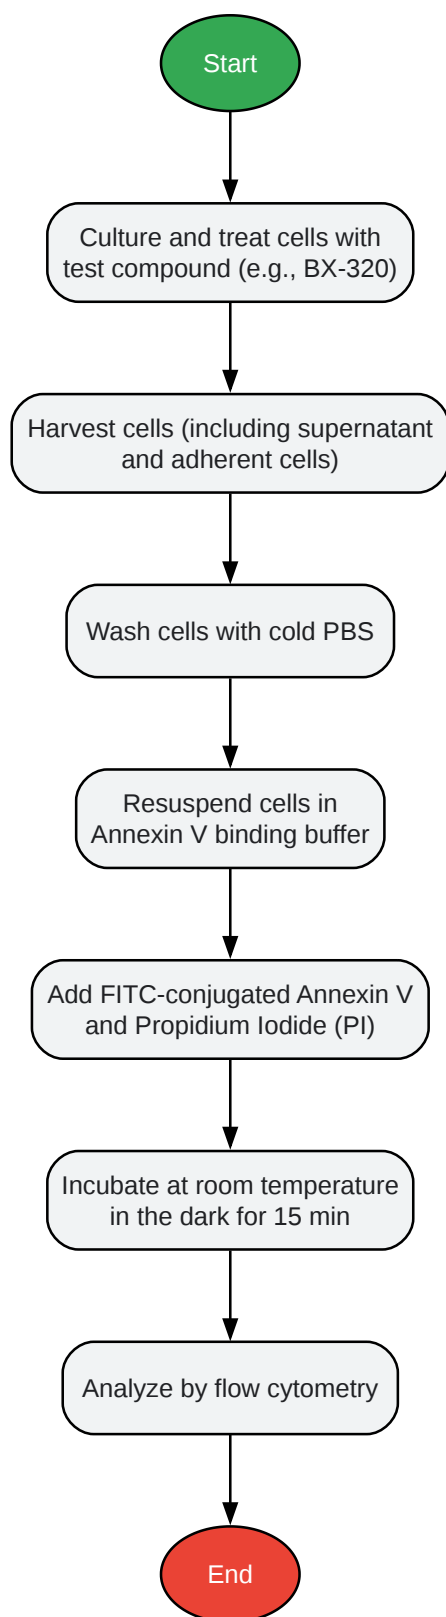 Start
Culture and treat cells with
test compound (e.g., BX-320)
Harvest cells (including supernatant
and adherent cells)
Wash cells with cold PBS
Resuspend cells in
Annexin V binding buffer
Add FITC-conjugated Annexin V
and Propidium Iodide (PI)
Incubate at room temperature
in the dark for 15 min
Analyze by flow cytometry
End